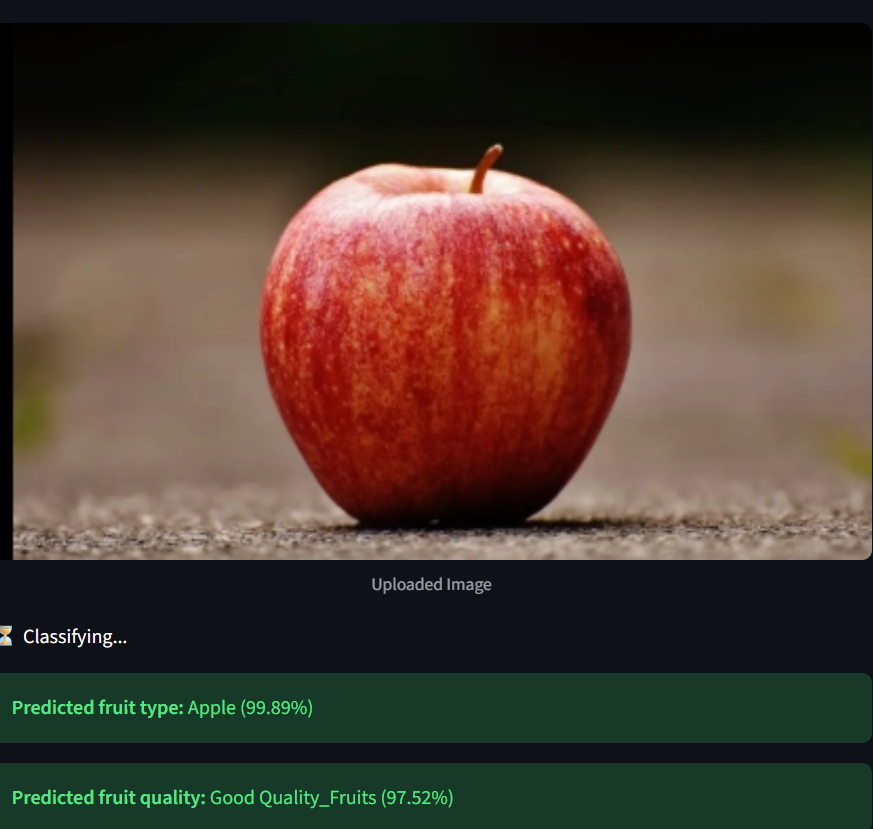 Uploaded Image
⏳ Classifying...
Predicted fruit type: Apple (99.89%)
Predicted fruit quality: Good Quality_Fruits (97.52%)